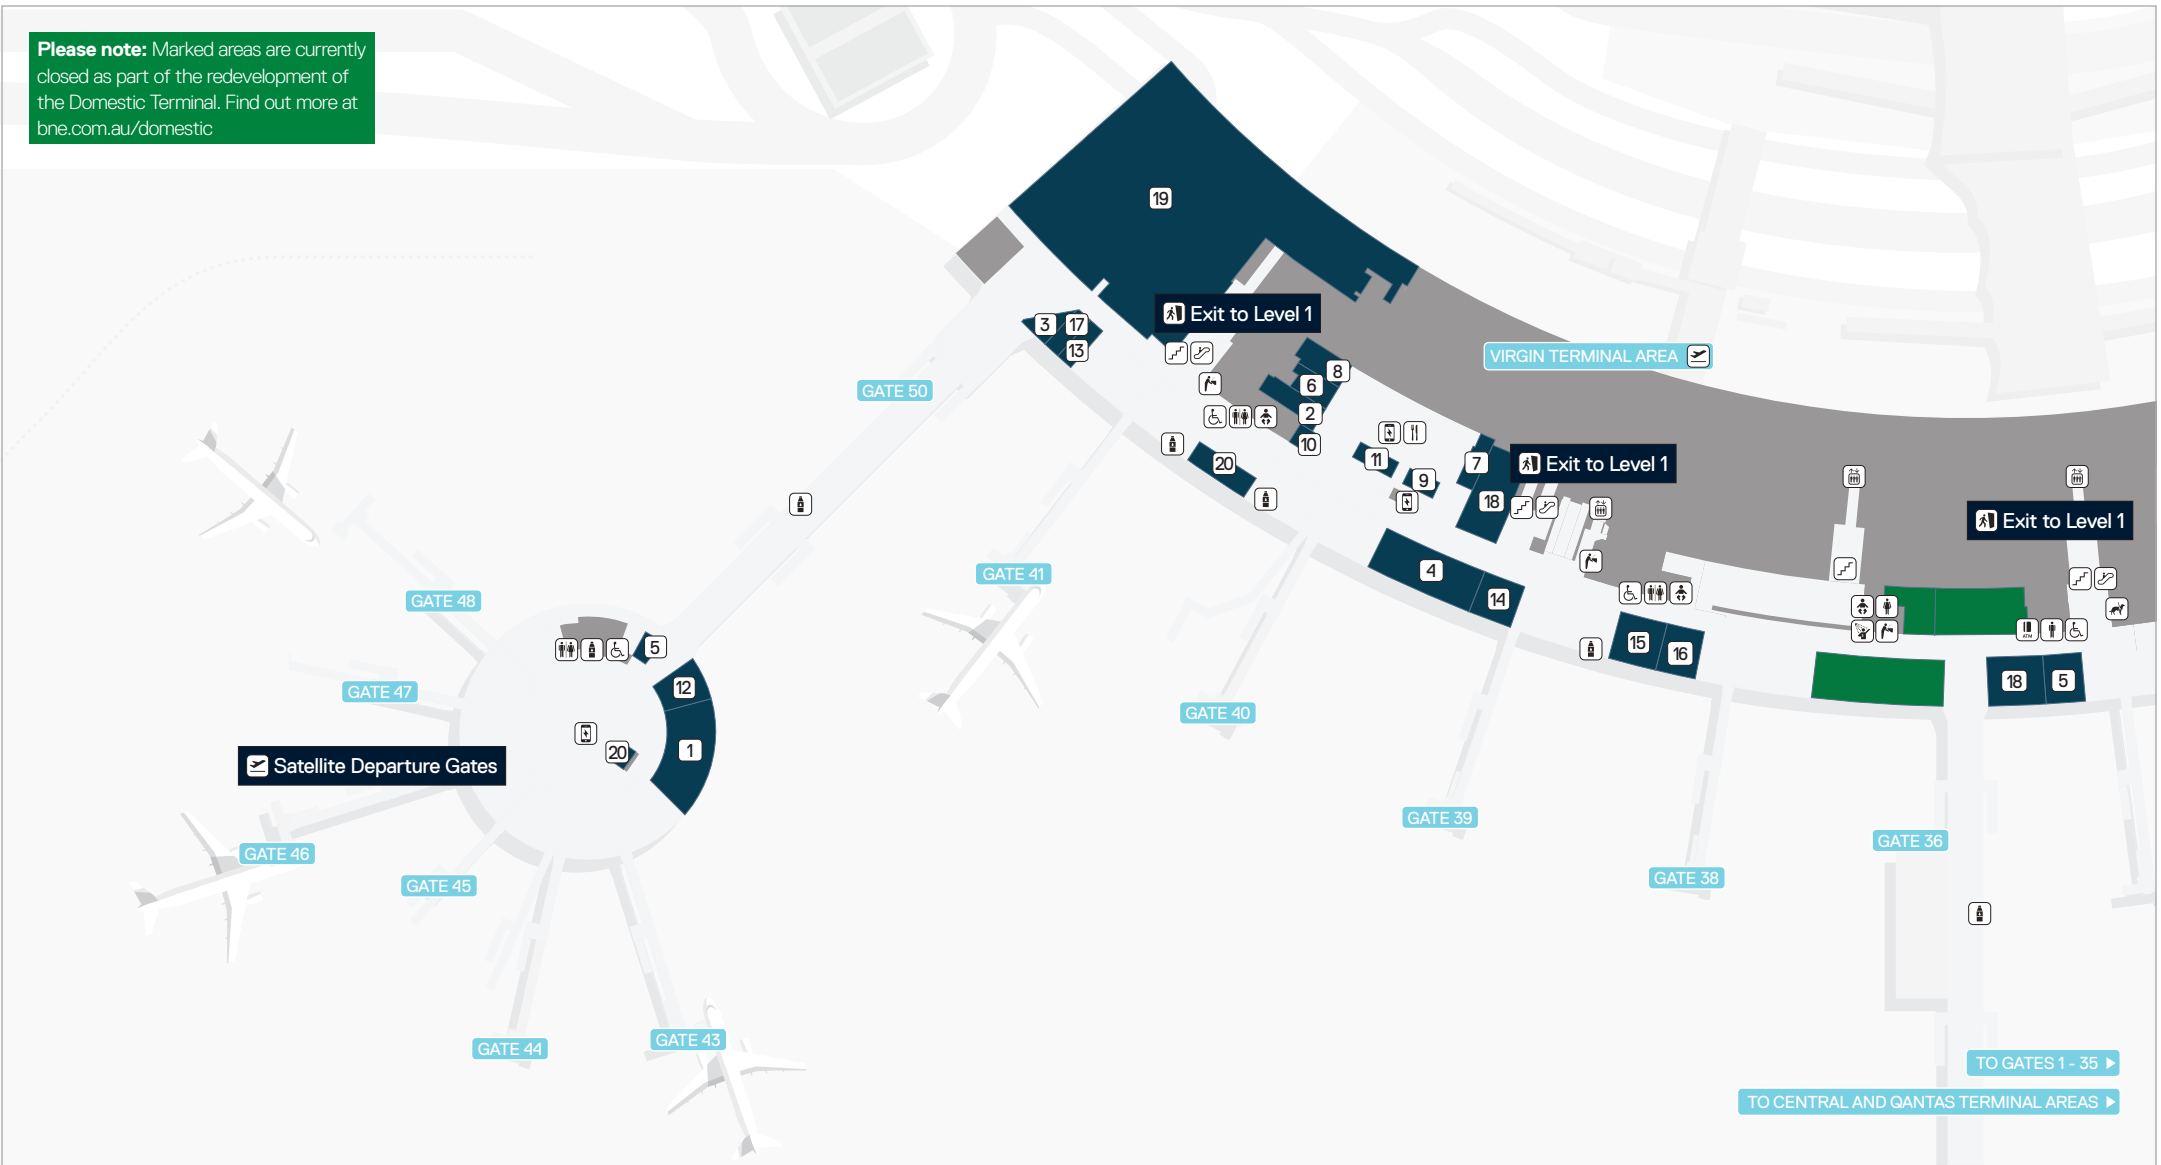 Please note: Marked areas are currently
closed as part of the redevelopment of
the Domestic Terminal. Find out more at
bne.com.au/domestic
19
Exit to Level 1
3
17
13
VIRGIN TERMINAL AREA
8
6
2
10
GATE 50
20
11
9
7
18
Exit to Level 1
Exit to Level 1
GATE 41
4
14
GATE 48
5
12
15
16
18
5
GATE 47
1
20
GATE 40
Satellite Departure Gates
GATE 39
GATE 36
GATE 46
GATE 45
GATE 38
ATM
GATE 44
GATE 43
TO GATES 1 - 35
TO CENTRAL AND QANTAS TERMINAL AREAS